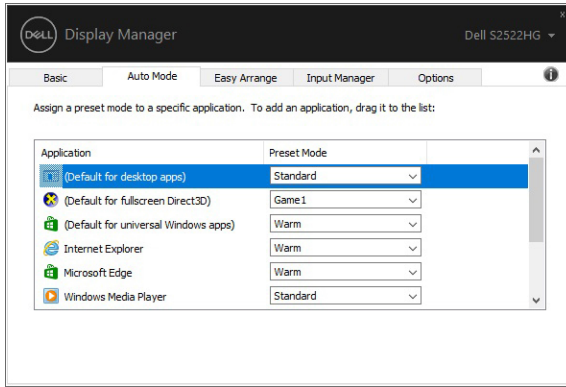 DELL Display Manager
Dell S2522HG
Basic Auto Mode Easy Arrange Input Manager Options
Assign a preset mode to a specific application. To add an application, drag it to the list:
Application Preset Mode
(Default for desktop apps) Standard
(Default for fullscreen Direct3D) Game1
(Default for universal Windows apps) Warm
Internet Explorer Warm
Microsoft Edge Warm
Windows Media Player Standard